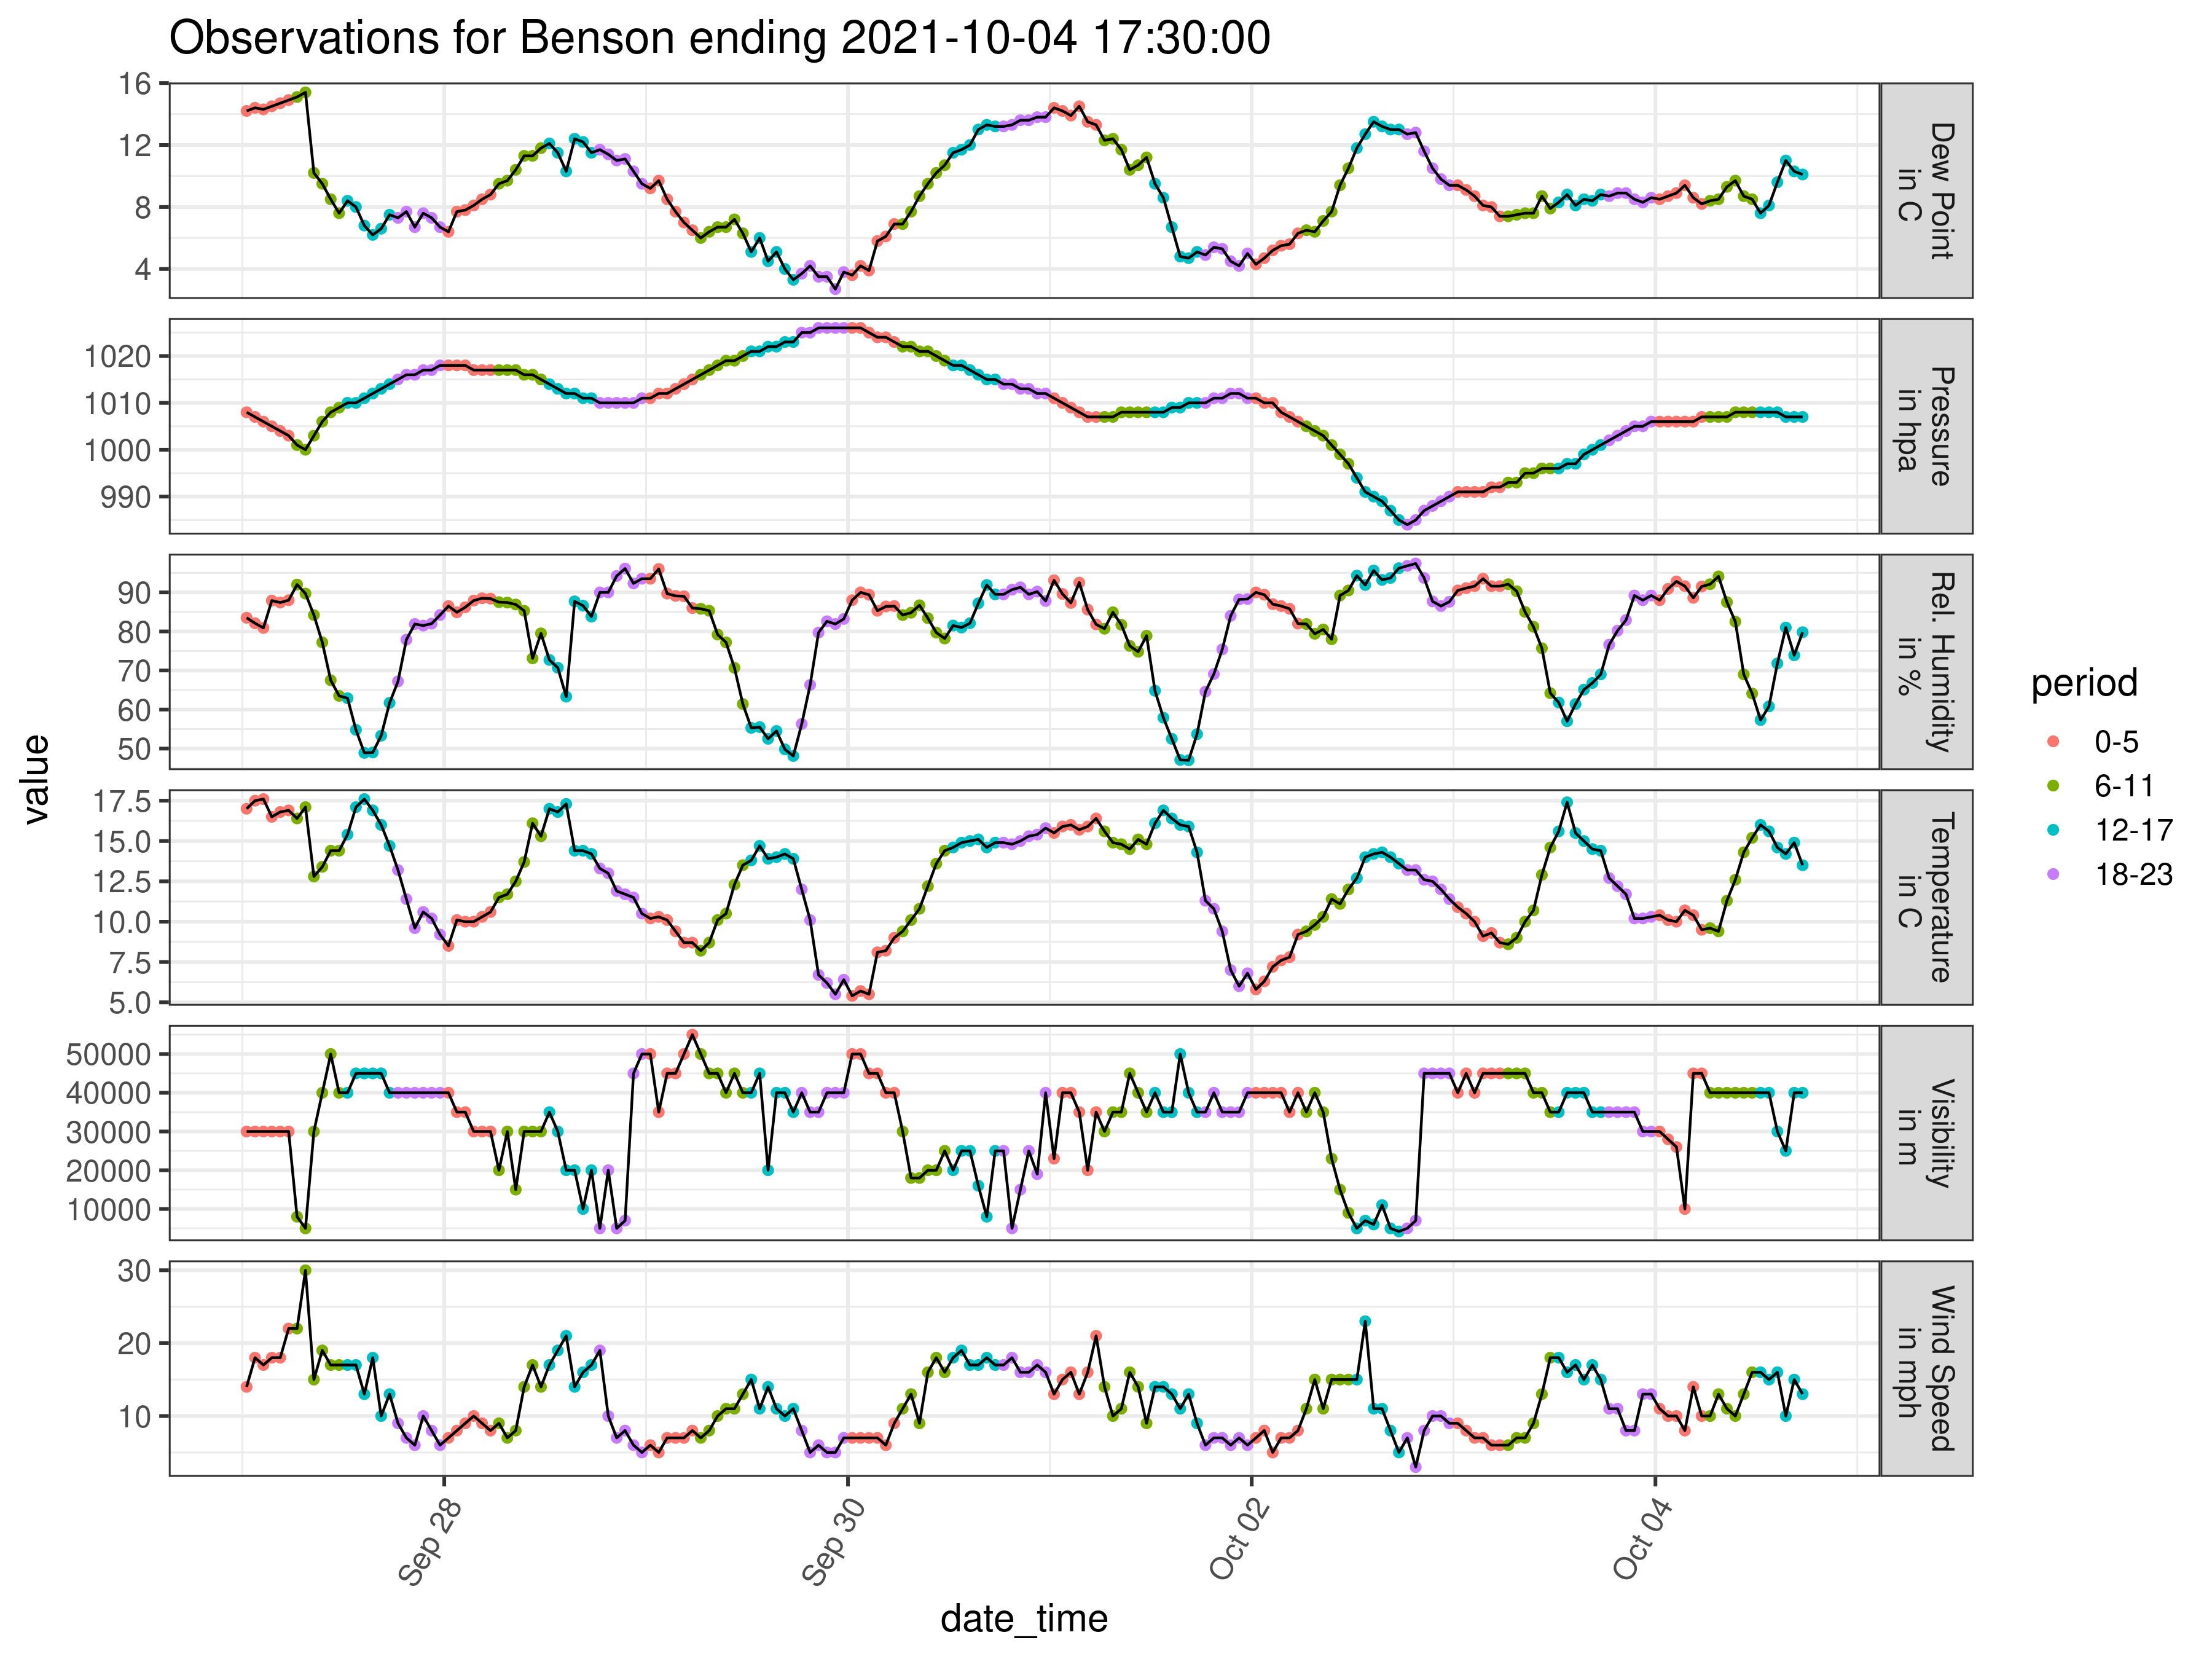 Observations for Benson ending 2021-10-04 17:30:00
value
16
12
8
4
Dew Point
in C
1020
1010
1000
990
Pressure
in hpa
90
80
70
60
50
Rel. Humidity
in %
17.5
15.0
12.5
10.0
7.5
5.0
Temperature
in C
50000
40000
30000
20000
10000
Visibility
in m
30
20
10
Wind Speed
in mph
Sep 28
Sep 30
Oct 02
Oct 04
date_time
period
0-5
6-11
12-17
18-23